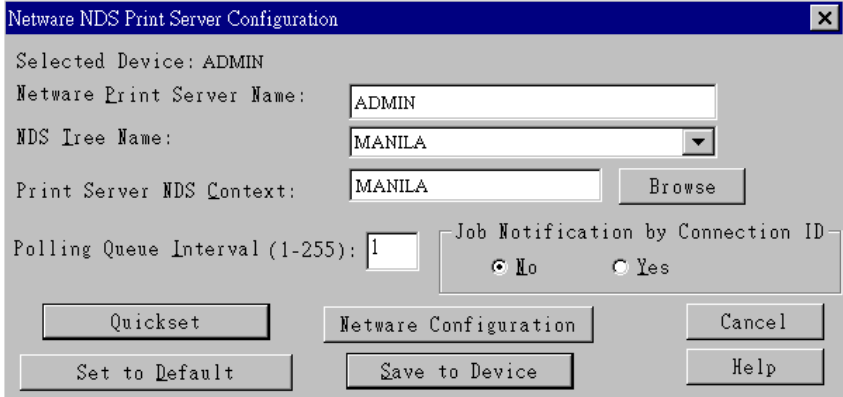 Netware NDS Print Server Configuration
Selected Device: ADMIN
Netware Print Server Name: ADMIN
NDS Tree Name: MANILA
Print Server NDS Context: MANILA Browse
Polling Queue Interval (1-255): 1
Job Notification by Connection ID
No Yes
Quickset Netware Configuration Cancel
Set to Default Save to Device Help